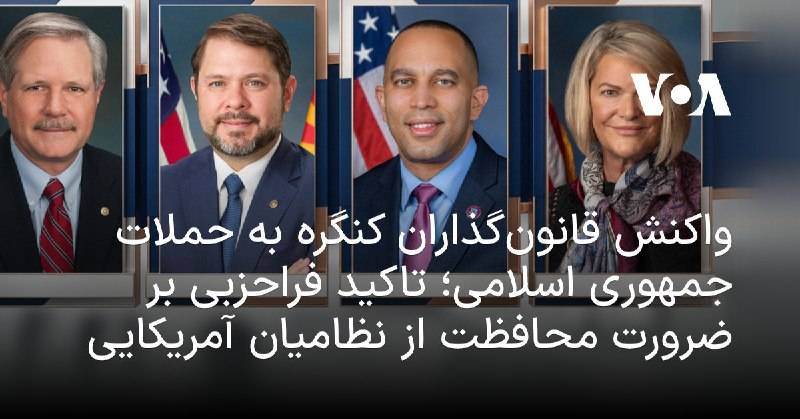 VOA
واکنش قانون‌گذاران کنگره به حملات
جمهوری اسلامی؛ تاکید فراحزبی بر
ضرورت محافظت از نظامیان آمریکایی